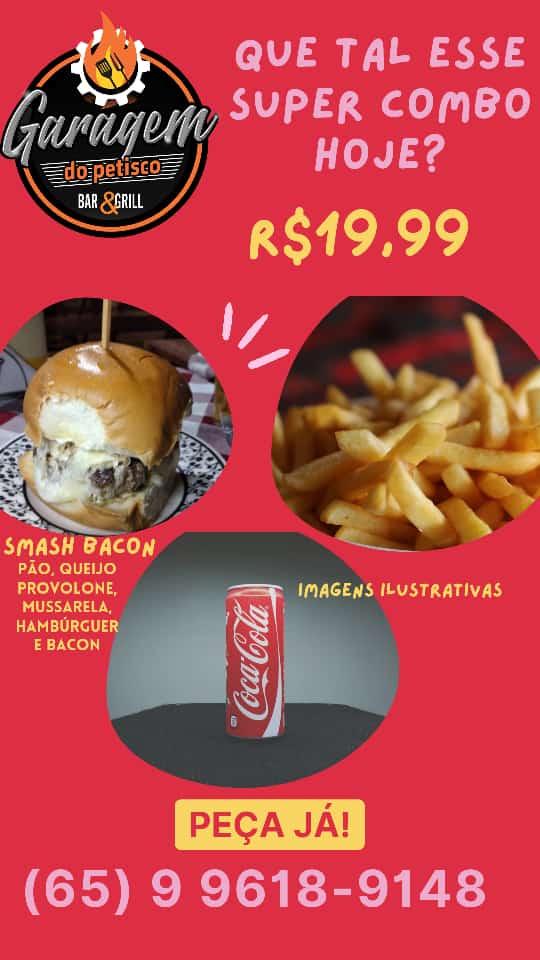 Garagem
do petisco
BAR & GRILL
QUE TAL ESSE
SUPER COMBO
HOJE?
R$19.99
SMASH BACON
PÃO, QUEIJO
PROVOLONE,
MUSSARELA,
HAMBÚRGUER
E BACON
IMAGENS ILUSTRATIVAS
Coca-Cola
PEÇA JÁ!
(65) 9 9618-9148